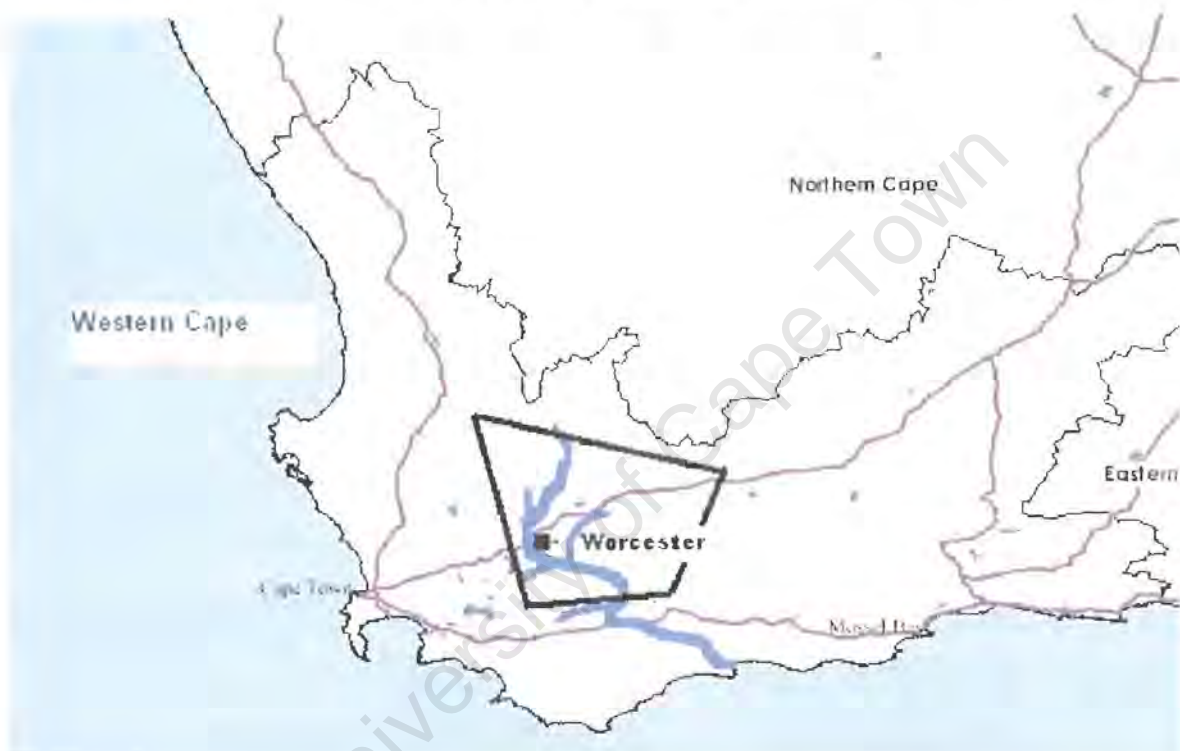 Northern Cape
Western Cape
Eastern
Worcester
Cape Town
Mossel Bay
University of Cape Town